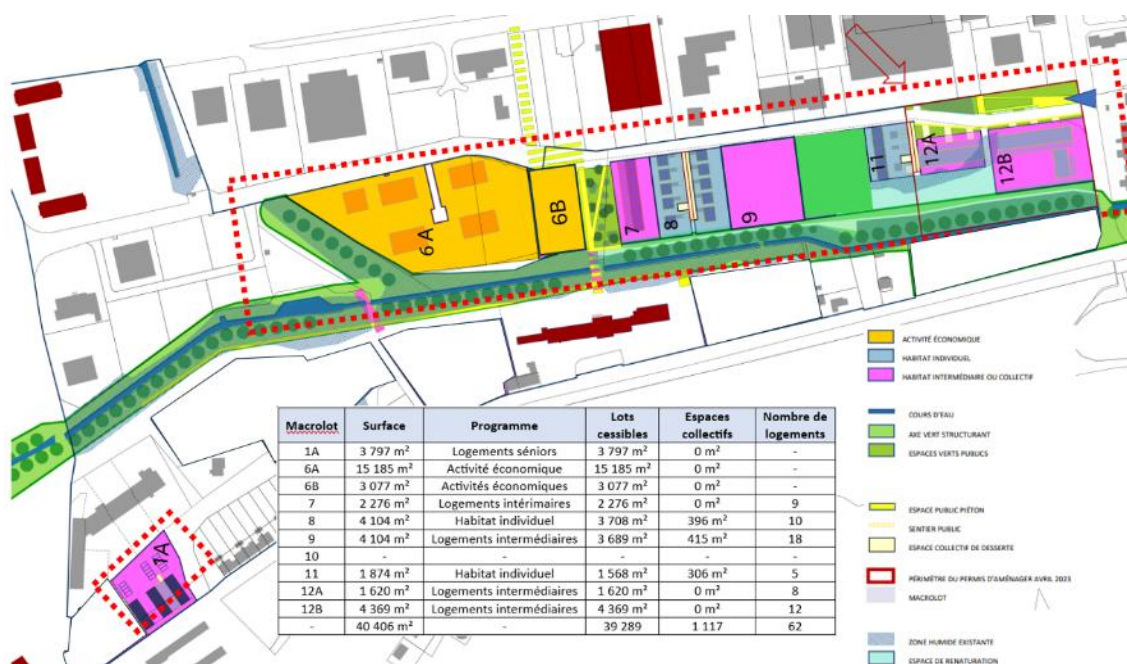 6 A
6B
7
8
9
11
12A
12B
1A
ACTIVITÉ ÉCONOMIQUE
HABITAT INDIVIDUEL
HABITAT INTERMÉDIAIRE OU COLLECTIF
COURS D'EAU
AXE VERT STRUCTURANT
ESPACES VERTS PUBLICS
ESPACE PUBLIC PIÉTON
SENTIER PUBLIC
ESPACE COLLECTIF DE DESSERTE
PÉRIMÈTRE DU PERMIS D'AMÉNAGER AVRIL 2023
MACROLOT
ZONE HUMIDE EXISTANTE
ESPACE DE RENATURATION
Macrolot Surface Programme Lots cessibles Espaces collectifs Nombre de logements
1A 3 797 m² Logements séniors 3 797 m² 0 m² -
6A 15 185 m² Activité économique 15 185 m² 0 m² -
6B 3 077 m² Activités économiques 3 077 m² 0 m² -
7 2 276 m² Logements intérimaires 2 276 m² 0 m² 9
8 4 104 m² Habitat individuel 3 708 m² 396 m² 10
9 4 104 m² Logements intermédiaires 3 689 m² 415 m² 18
10 - - - - -
11 1 874 m² Habitat individuel 1 568 m² 306 m² 5
12A 1 620 m² Logements intermédiaires 1 620 m² 0 m² 8
12B 4 369 m² Logements intermédiaires 4 369 m² 0 m² 12
- 40 406 m² - 39 289 1 117 62